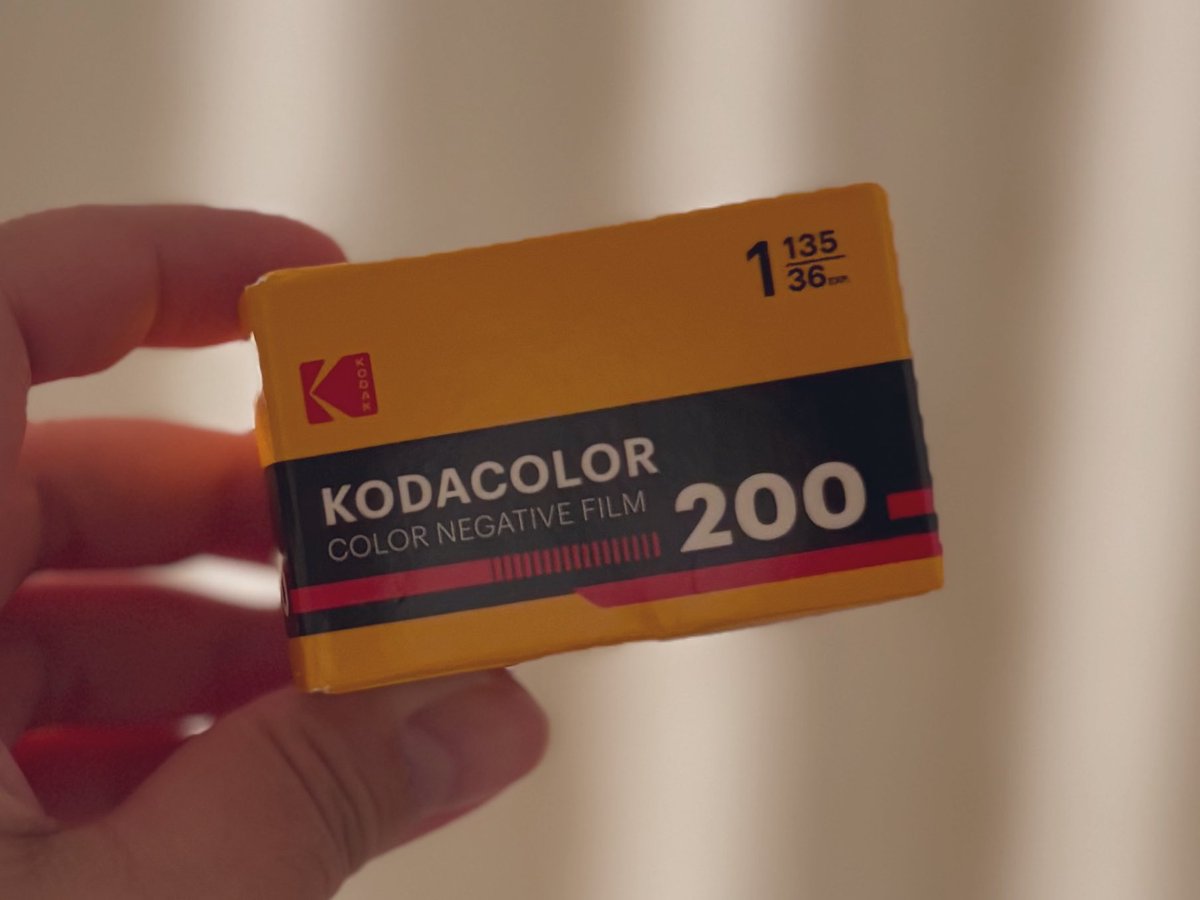 1 135
36 EXP.
KODAK
KODACOLOR
COLOR NEGATIVE FILM
200